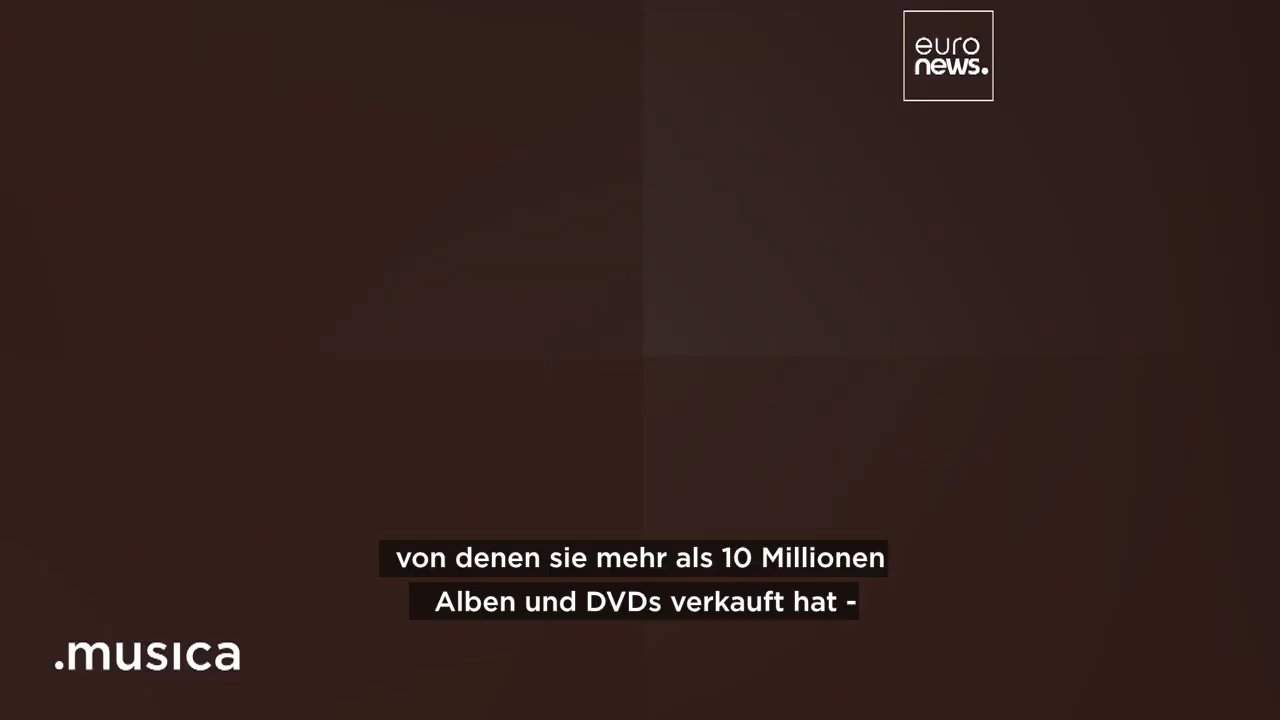 euro
news.
von denen sie mehr als 10 Millionen
Alben und DVDs verkauft hat -
.musica